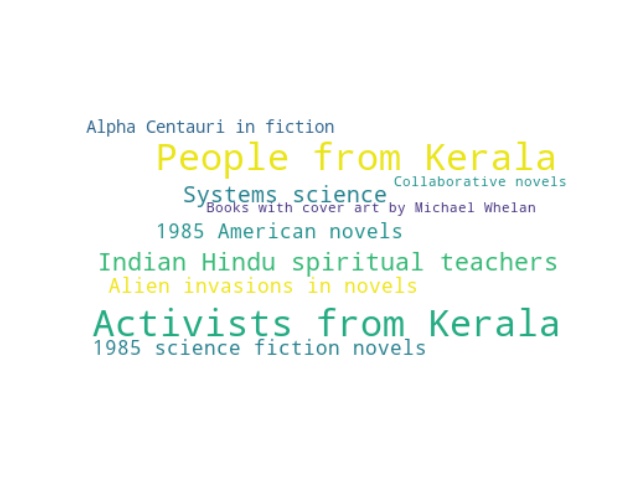 Alpha Centauri in fiction
People from Kerala
Collaborative novels
Systems science
Books with cover art by Michael Whelan
1985 American novels
Indian Hindu spiritual teachers
Alien invasions in novels
Activists from Kerala
1985 science fiction novels